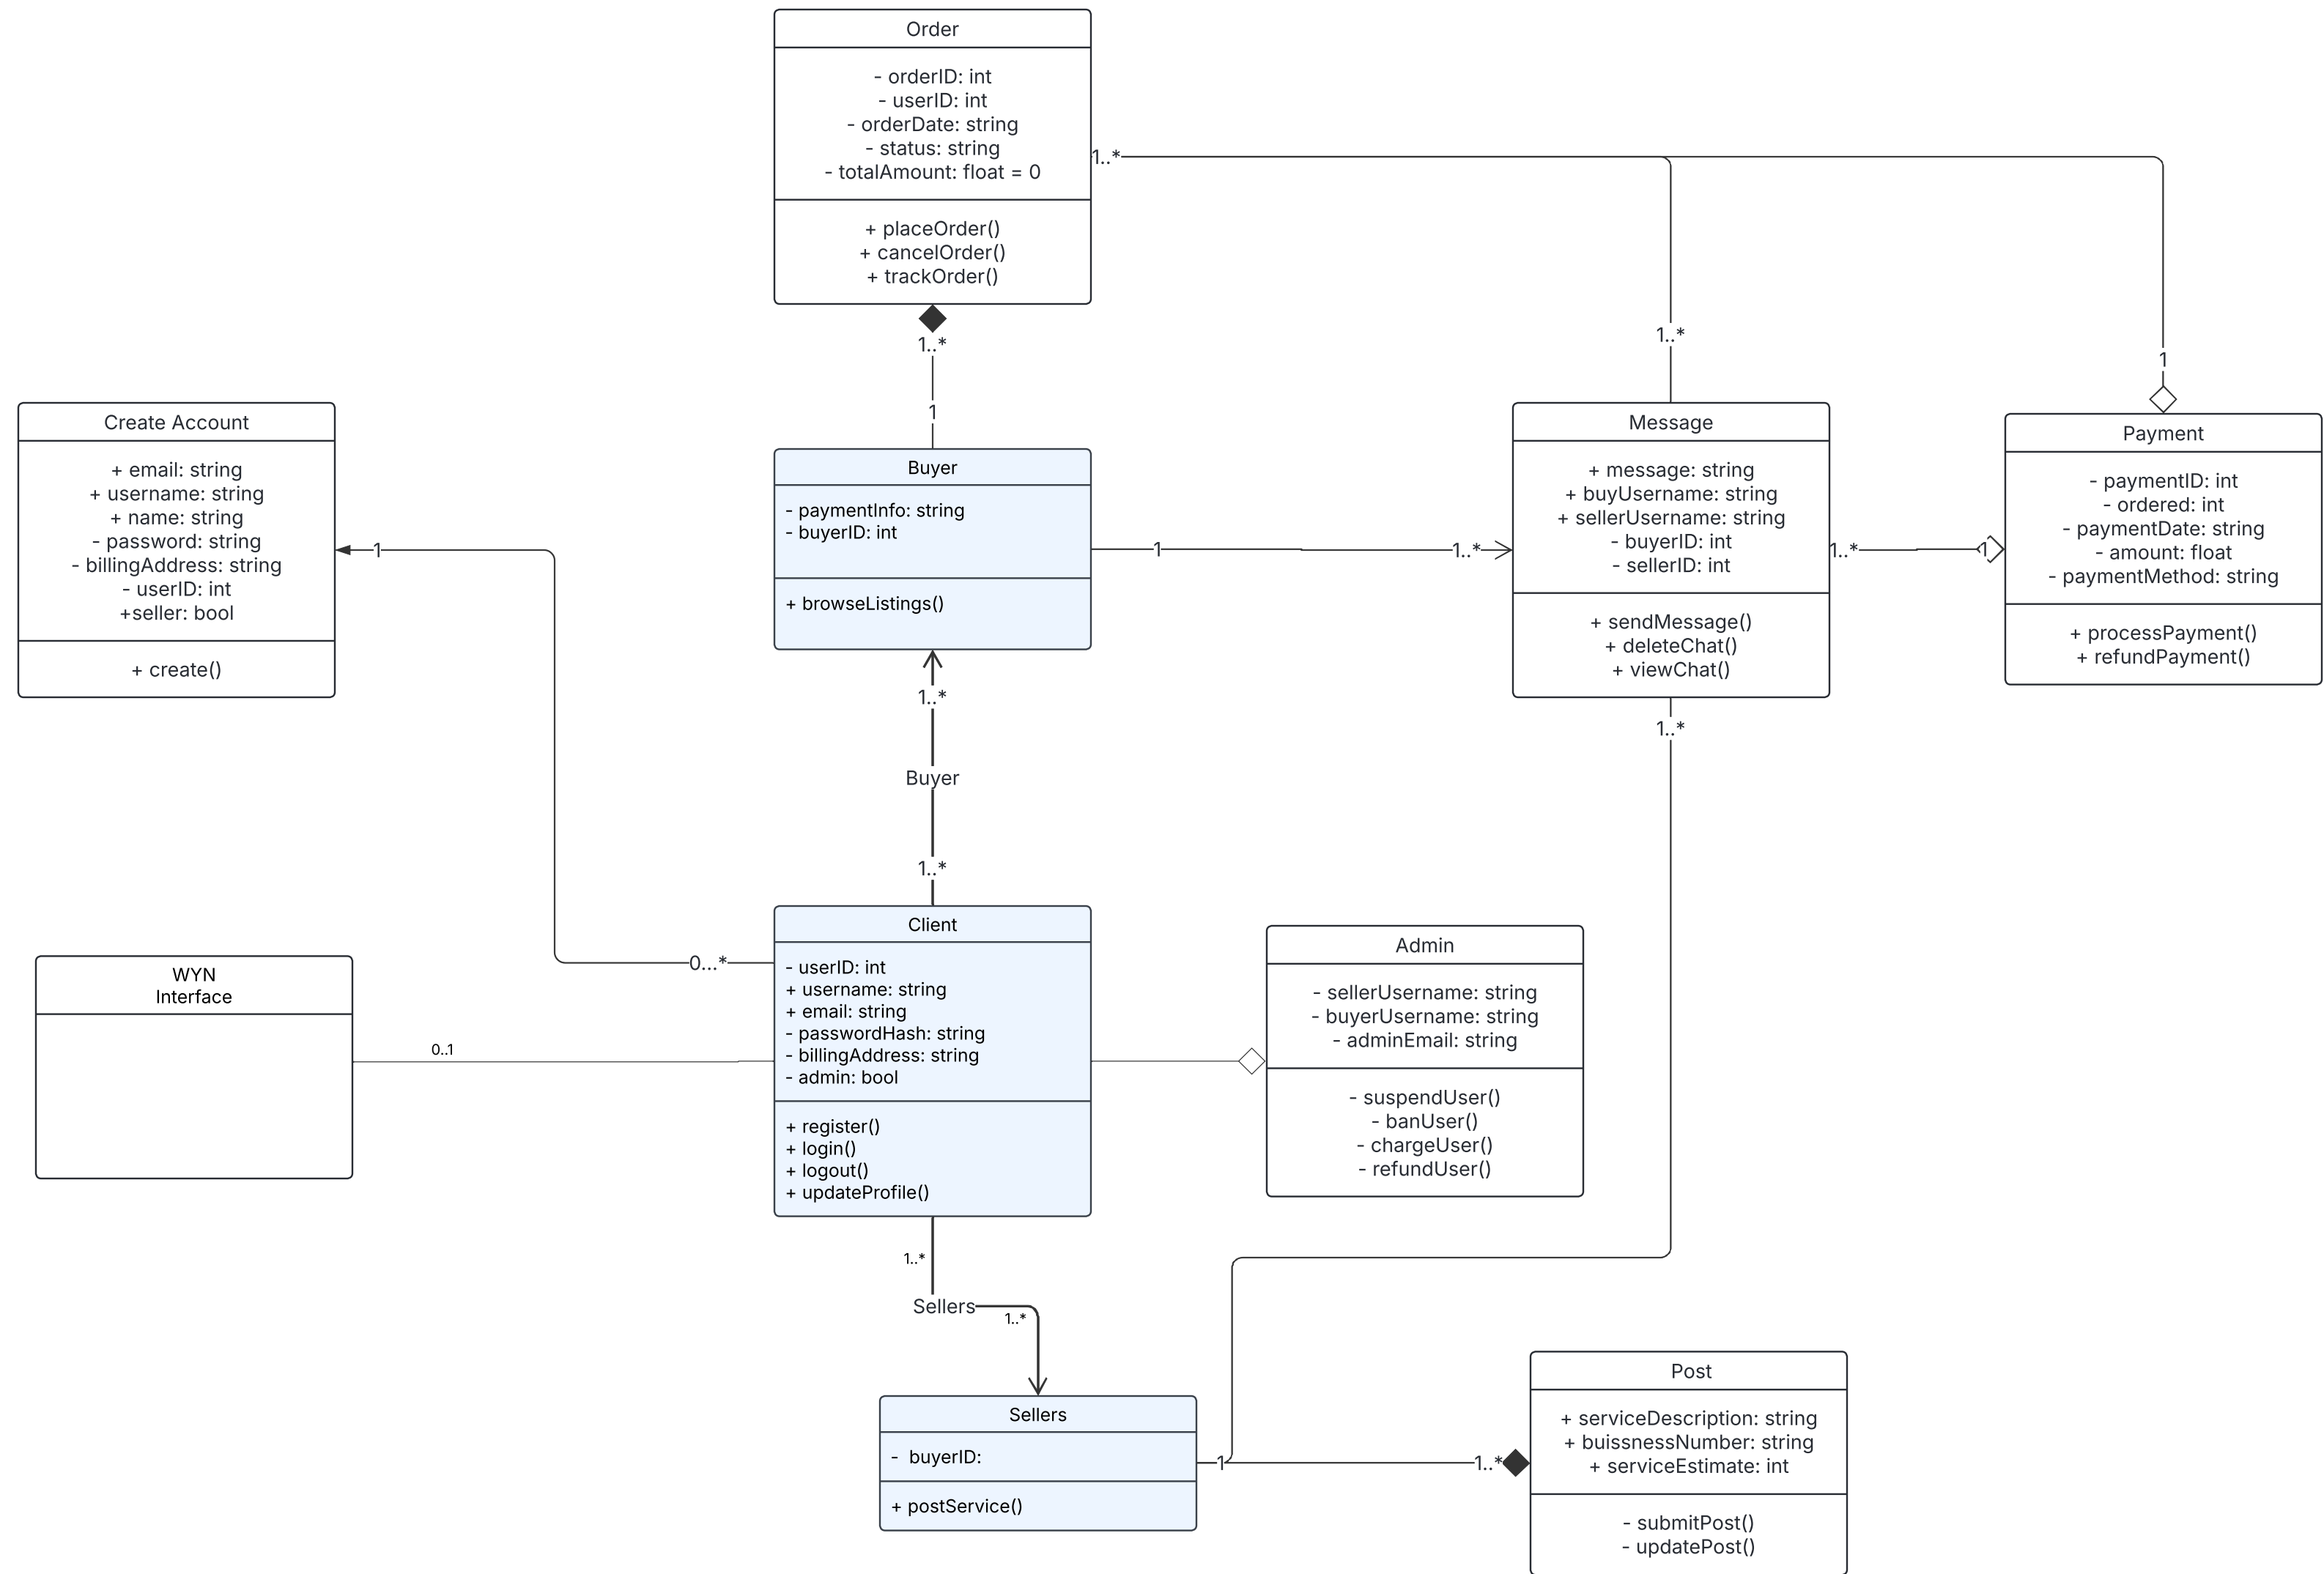 Order
- orderID: int
- userID: int
- orderDate: string
- status: string
- totalAmount: float = 0
+ placeOrder()
+ cancelOrder()
+ trackOrder()
1..*
1..*
1
1..*
1
Create Account
+ email: string
+ username: string
+ name: string
- password: string
- billingAddress: string
- userID: int
+seller: bool
+ create()
1
Buyer
- paymentInfo: string
- buyerID: int
+ browseListings()
1
1..*
Message
+ message: string
+ buyUsername: string
+ sellerUsername: string
- buyerID: int
- sellerID: int
+ sendMessage()
+ deleteChat()
+ viewChat()
1..*
1
Payment
- paymentID: int
- ordered: int
- paymentDate: string
- amount: float
- paymentMethod: string
+ processPayment()
+ refundPayment()
1..*
Buyer
1..*
1..*
0...*
WYN
Interface
0..1
Client
- userID: int
+ username: string
+ email: string
- passwordHash: string
- billingAddress: string
- admin: bool
+ register()
+ login()
+ logout()
+ updateProfile()
Admin
- sellerUsername: string
- buyerUsername: string
- adminEmail: string
- suspendUser()
- banUser()
- chargeUser()
- refundUser()
1..*
Sellers
1..*
Sellers
- buyerID:
+ postService()
1
1..*
Post
+ serviceDescription: string
+ buissnessNumber: string
+ serviceEstimate: int
- submitPost()
- updatePost()